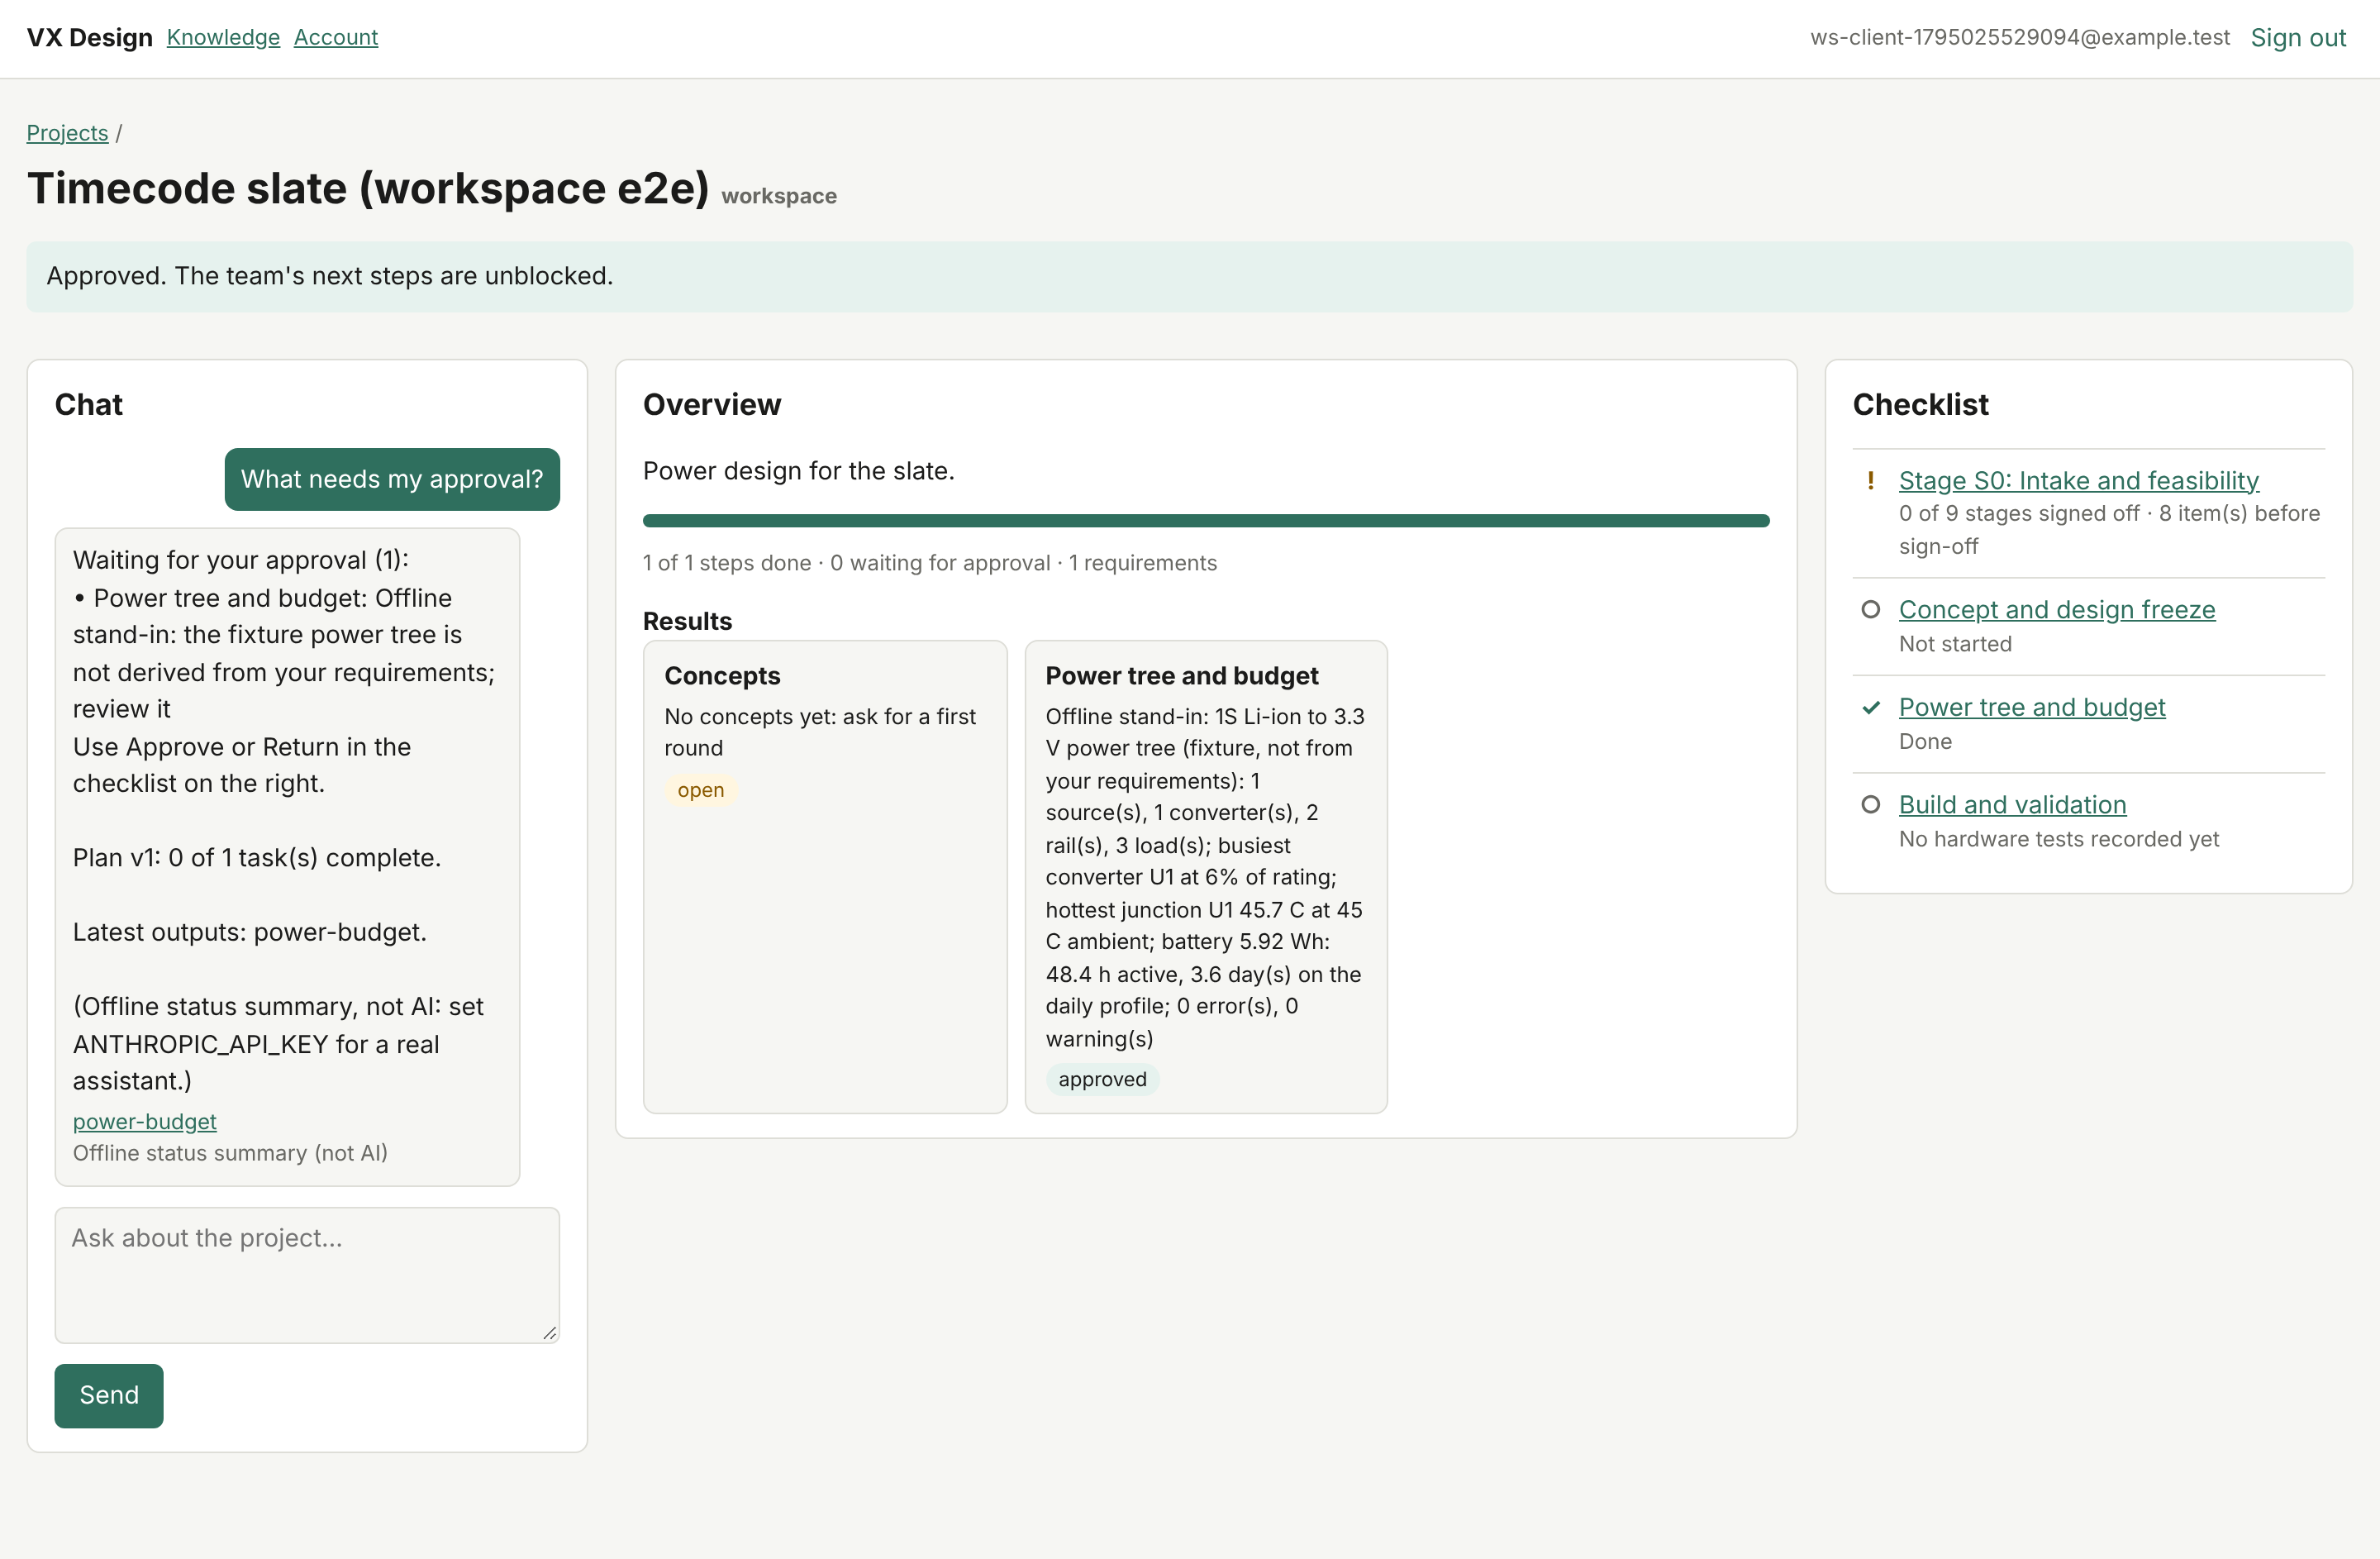 VX Design Knowledge Account
ws-client-1795025529094@example.test Sign out
Projects /
Timecode slate (workspace e2e) workspace
Approved. The team's next steps are unblocked.
Chat
What needs my approval?
Waiting for your approval (1):
• Power tree and budget: Offline
stand-in: the fixture power tree is
not derived from your requirements;
review it
Use Approve or Return in the
checklist on the right.
Plan v1: 0 of 1 task(s) complete.
Latest outputs: power-budget.
(Offline status summary, not AI: set
ANTHROPIC_API_KEY for a real
assistant.)
power-budget
Offline status summary (not AI)
Ask about the project...
Send
Overview
Power design for the slate.
1 of 1 steps done · 0 waiting for approval · 1 requirements
Results
Concepts
No concepts yet: ask for a first
round
open
Power tree and budget
Offline stand-in: 1S Li-ion to 3.3
V power tree (fixture, not from
your requirements): 1
source(s), 1 converter(s), 2
rail(s), 3 load(s); busiest
converter U1 at 6% of rating;
hottest junction U1 45.7 C at 45
C ambient; battery 5.92 Wh:
48.4 h active, 3.6 day(s) on the
daily profile; 0 error(s), 0
warning(s)
approved
Checklist
! Stage S0: Intake and feasibility
0 of 9 stages signed off · 8 item(s) before
sign-off
Concept and design freeze
Not started
Power tree and budget
Done
Build and validation
No hardware tests recorded yet